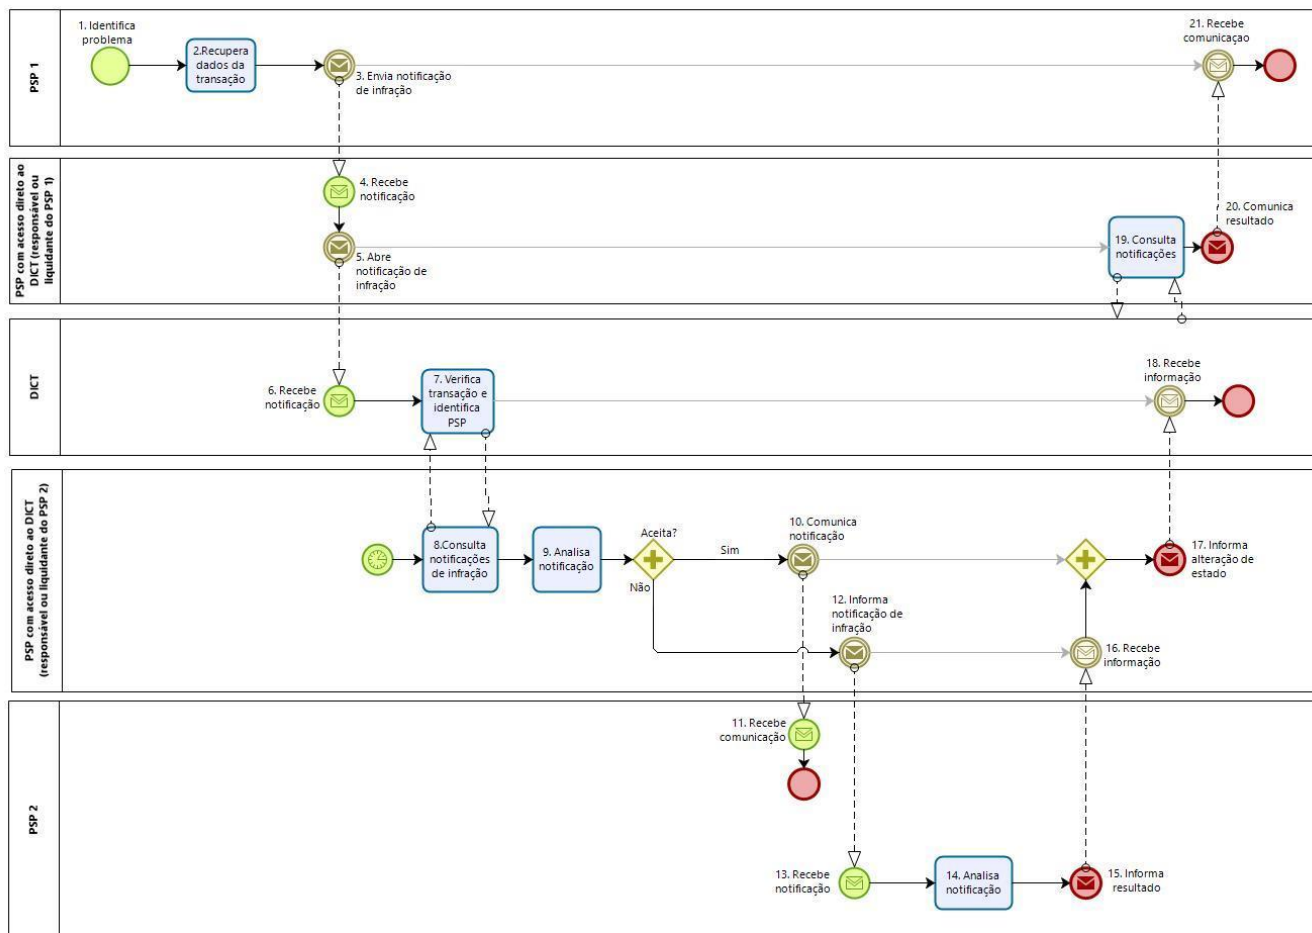 PSP 1
1. Identifica
problema
2.Recupera
dados da
transação
3. Envia notificação
de infração
21. Recebe
comunicaçao
PSP com acesso direto ao
DICT (responsável ou
liquidante do PSP 1)
4. Recebe
notificação
5. Abre
notificação de
infração
19. Consulta
notificações
20. Comunica
resultado
DICT
6. Recebe
notificação
7. Verifica
transação e
identifica
PSP
18. Recebe
informação
PSP com acesso direto ao DICT
(responsável ou liquidante do PSP 2)
8.Consulta
notificações
de infração
9. Analisa
notificação
Aceita?
Sim
Não
10. Comunica
notificação
12. Informa
notificação de
infração
16. Recebe
informação
17. Informa
alteração de
estado
PSP 2
11. Recebe
comunicação
13. Recebe
notificação
14. Analisa
notificação
15. Informa
resultado